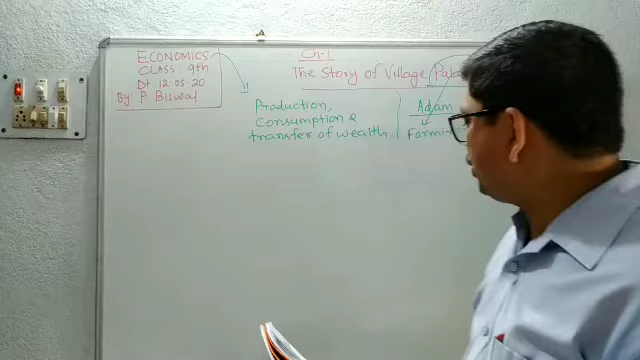 ECONOMICS
CLASS : 9th
Dt 12.05.20
By: P. Biswal
Ch-1
The Story of Village
Production,
Consumption &
transfer of wealth
Adam